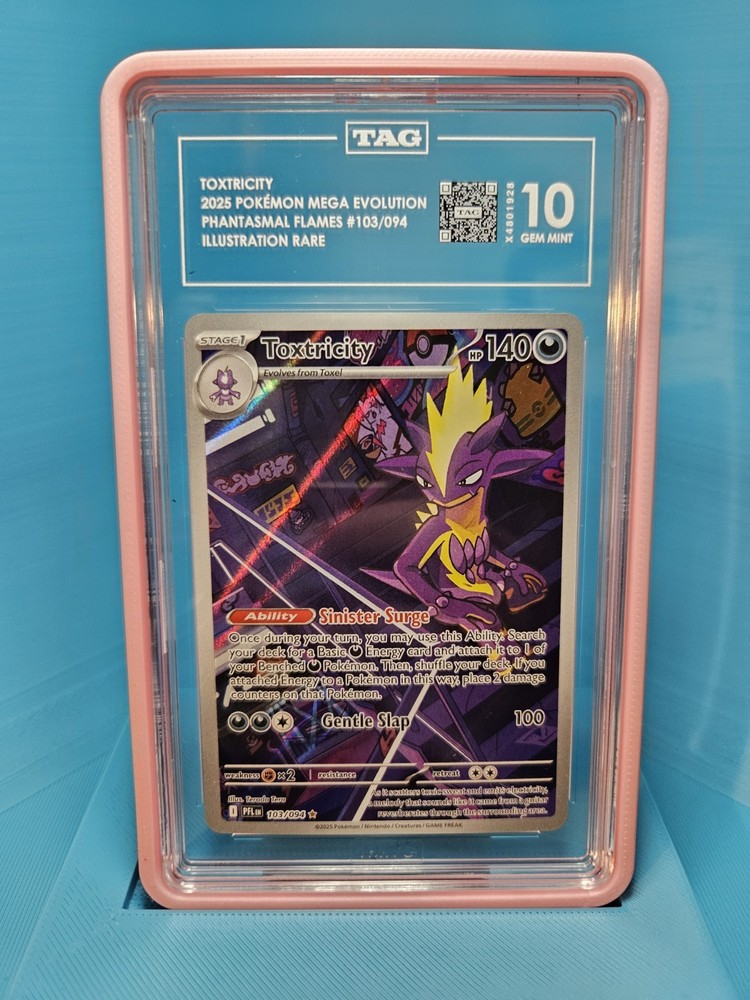 TAG
TOXTRICITY
2025 POKÉMON MEGA EVOLUTION
PHANTASMAL FLAMES #103/094
ILLUSTRATION RARE
TAG
X4801928
10
GEM MINT
STAGE 1
Toxtricity
HP 140
Evolves from Toxel
Ability Sinister Surge
Once during your turn, you may use this Ability. Search
your deck for a Basic Energy card and attach it to 1 of
your Benched Pokémon. Then, shuffle your deck. If you
attached Energy to a Pokémon in this way, place 2 damage
counters on that Pokémon.
Gentle Slap 100
weakness ×2 resistance retreat
Illus. Teradu Tera
As it scatters toxic sweat and emits electricity,
a melody that sounds like it came from a guitar
reverberates through the surrounding area.
I PFL EN 103/094
©2025 Pokémon / Nintendo / Creatures / GAME FREAK